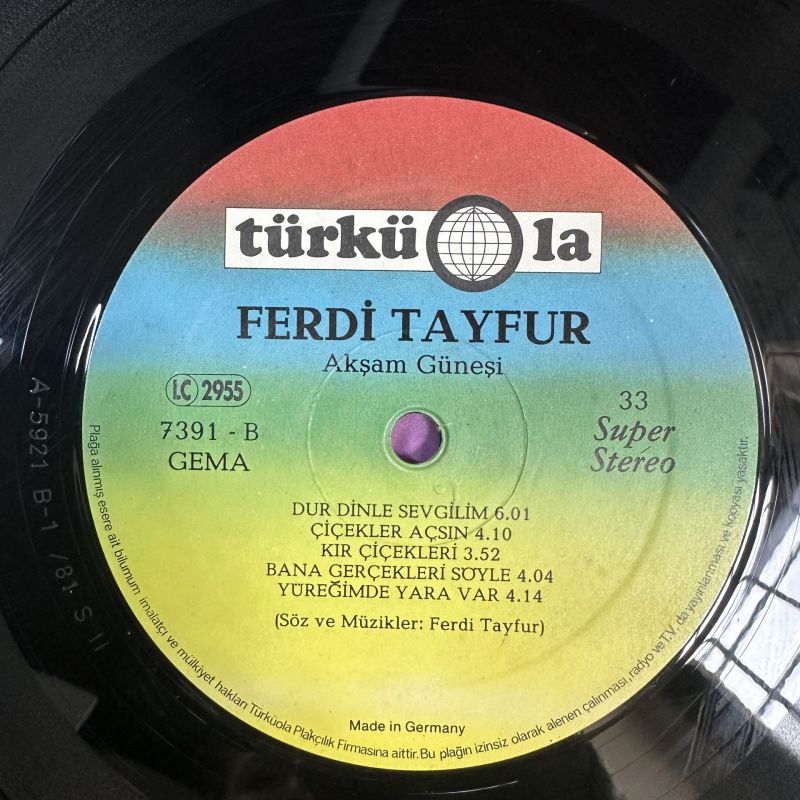 türküola
FERDİ TAYFUR
Akşam Güneşi
LC 2955
7391 - B
GEMA
33
Super
Stereo
DUR DİNLE SEVGİLİM 6.01
ÇİÇEKLER AÇSIN 4.10
KIR ÇİÇEKLERİ 3.52
BANA GERÇEKLERİ SÖYLE 4.04
YÜREĞİMDE YARA VAR 4.14
(Söz ve Müzikler: Ferdi Tayfur)
Made in Germany
Plağa alınmış esere ait bilumum imalatçı ve mülkiyet hakları Türküola Plakçılık Firmasına aittir. Bu plağın izinsiz olarak alenen çalınması, radyo ve T.V. da yayınlanması ve kopyası yasaktır.
A-5921 B-1 /81 S II